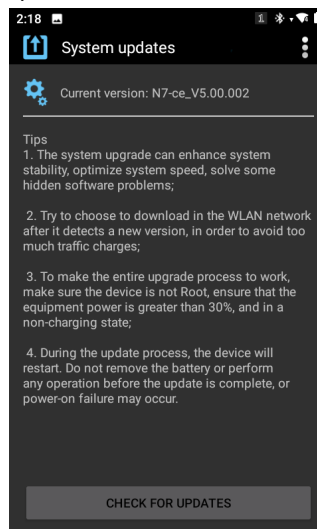 2:18
1
System updates
Current version: N7-ce_V5.00.002
Tips
1. The system upgrade can enhance system
stability, optimize system speed, solve some
hidden software problems;
2. Try to choose to download in the WLAN network
after it detects a new version, in order to avoid too
much traffic charges;
3. To make the entire upgrade process to work,
make sure the device is not Root, ensure that the
equipment power is greater than 30%, and in a
non-charging state;
4. During the update process, the device will
restart. Do not remove the battery or perform
any operation before the update is complete, or
power-on failure may occur.
CHECK FOR UPDATES